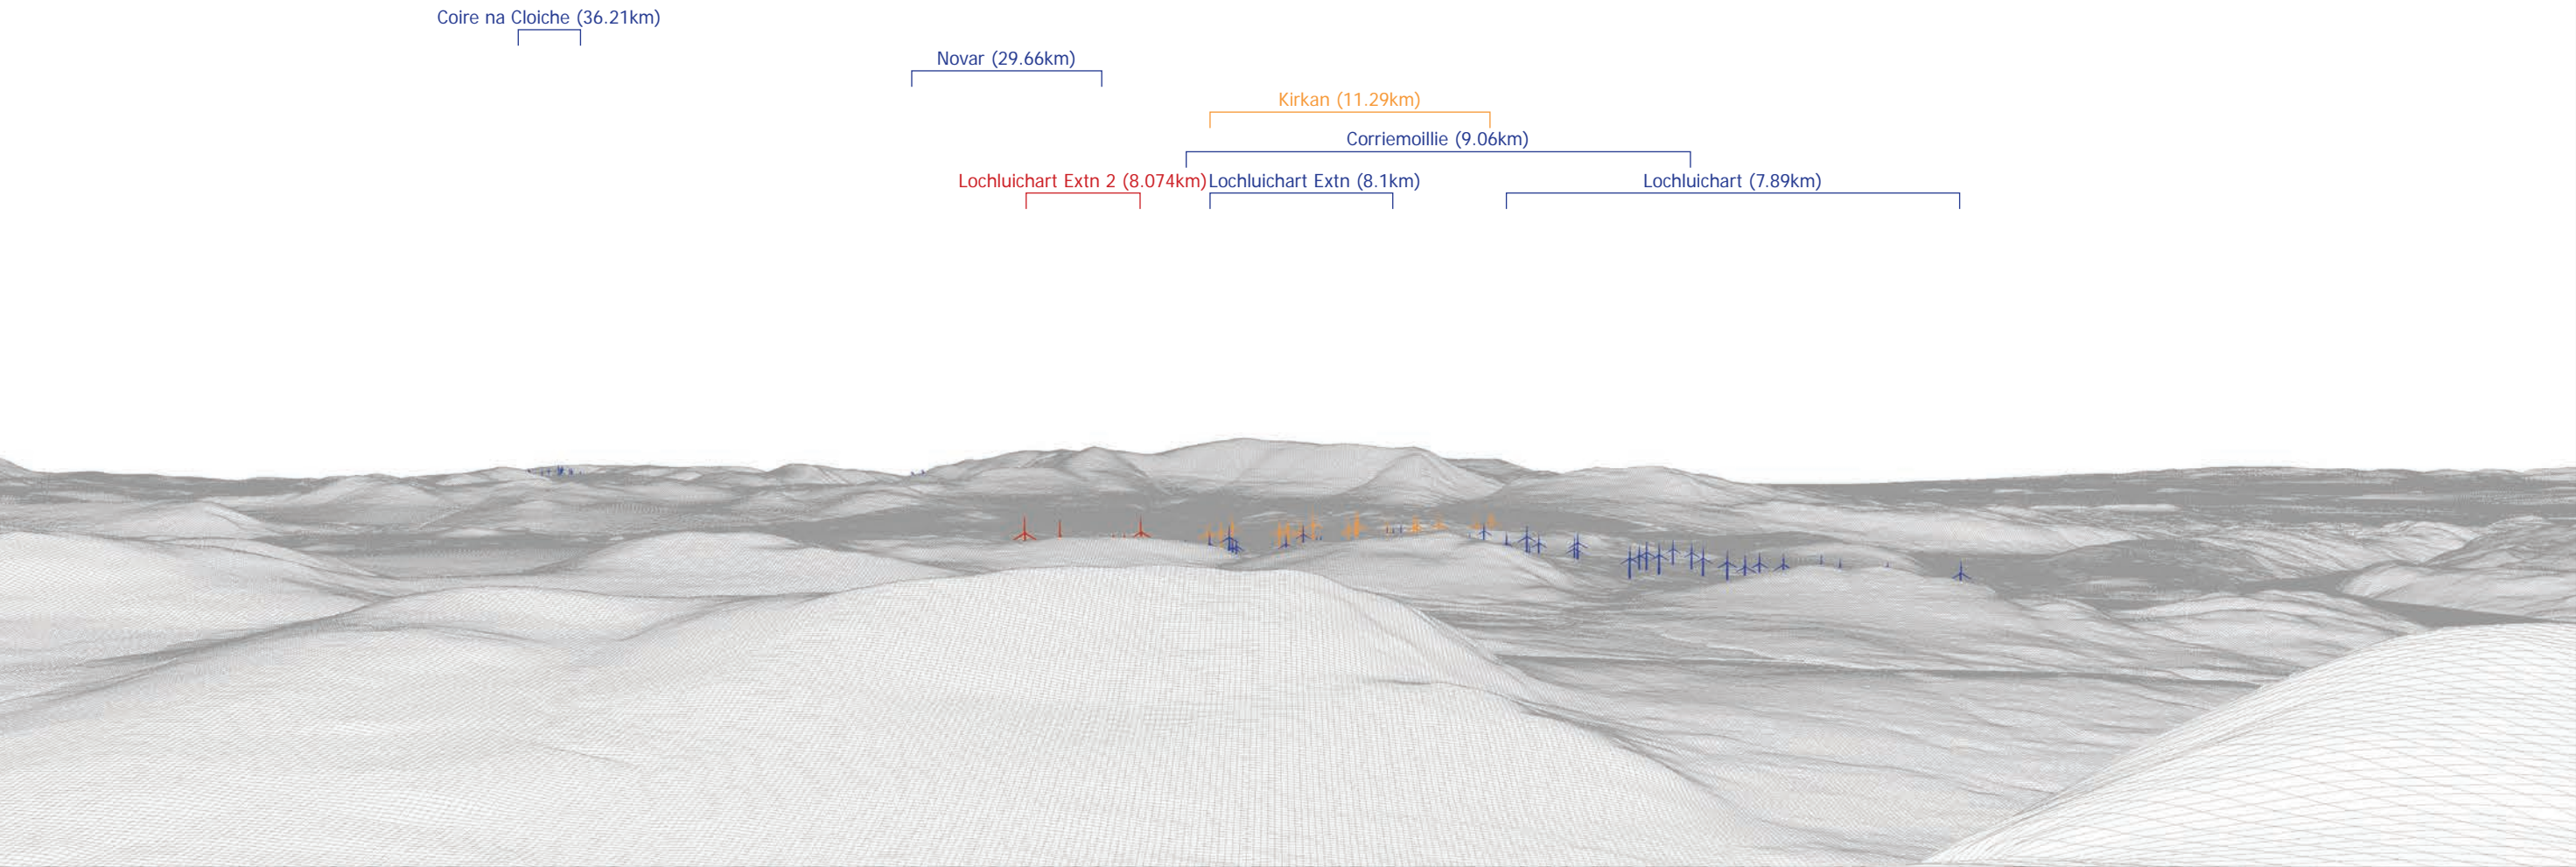 Coire na Cloiche (36.21km)
Novar (29.66km)
Kirkan (11.29km)
Corriemoillie (9.06km)
Lochluichart Extn 2 (8.074km) Lochluichart Extn (8.1km) Lochluichart (7.89km)